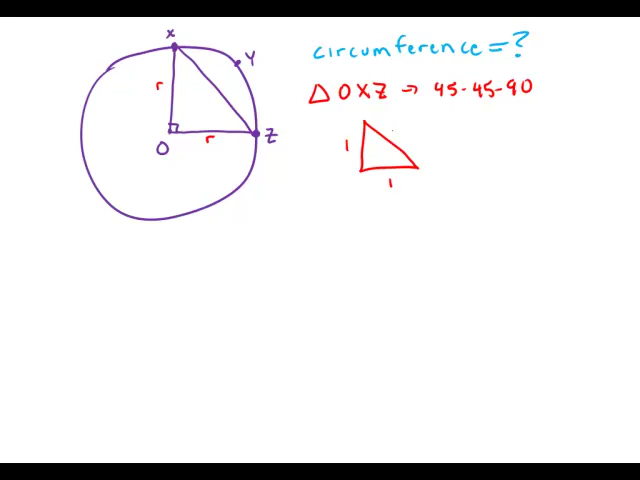 X
Y
circumference = ?
r
△ OXZ → 45-45-90
O
r
Z
1
1